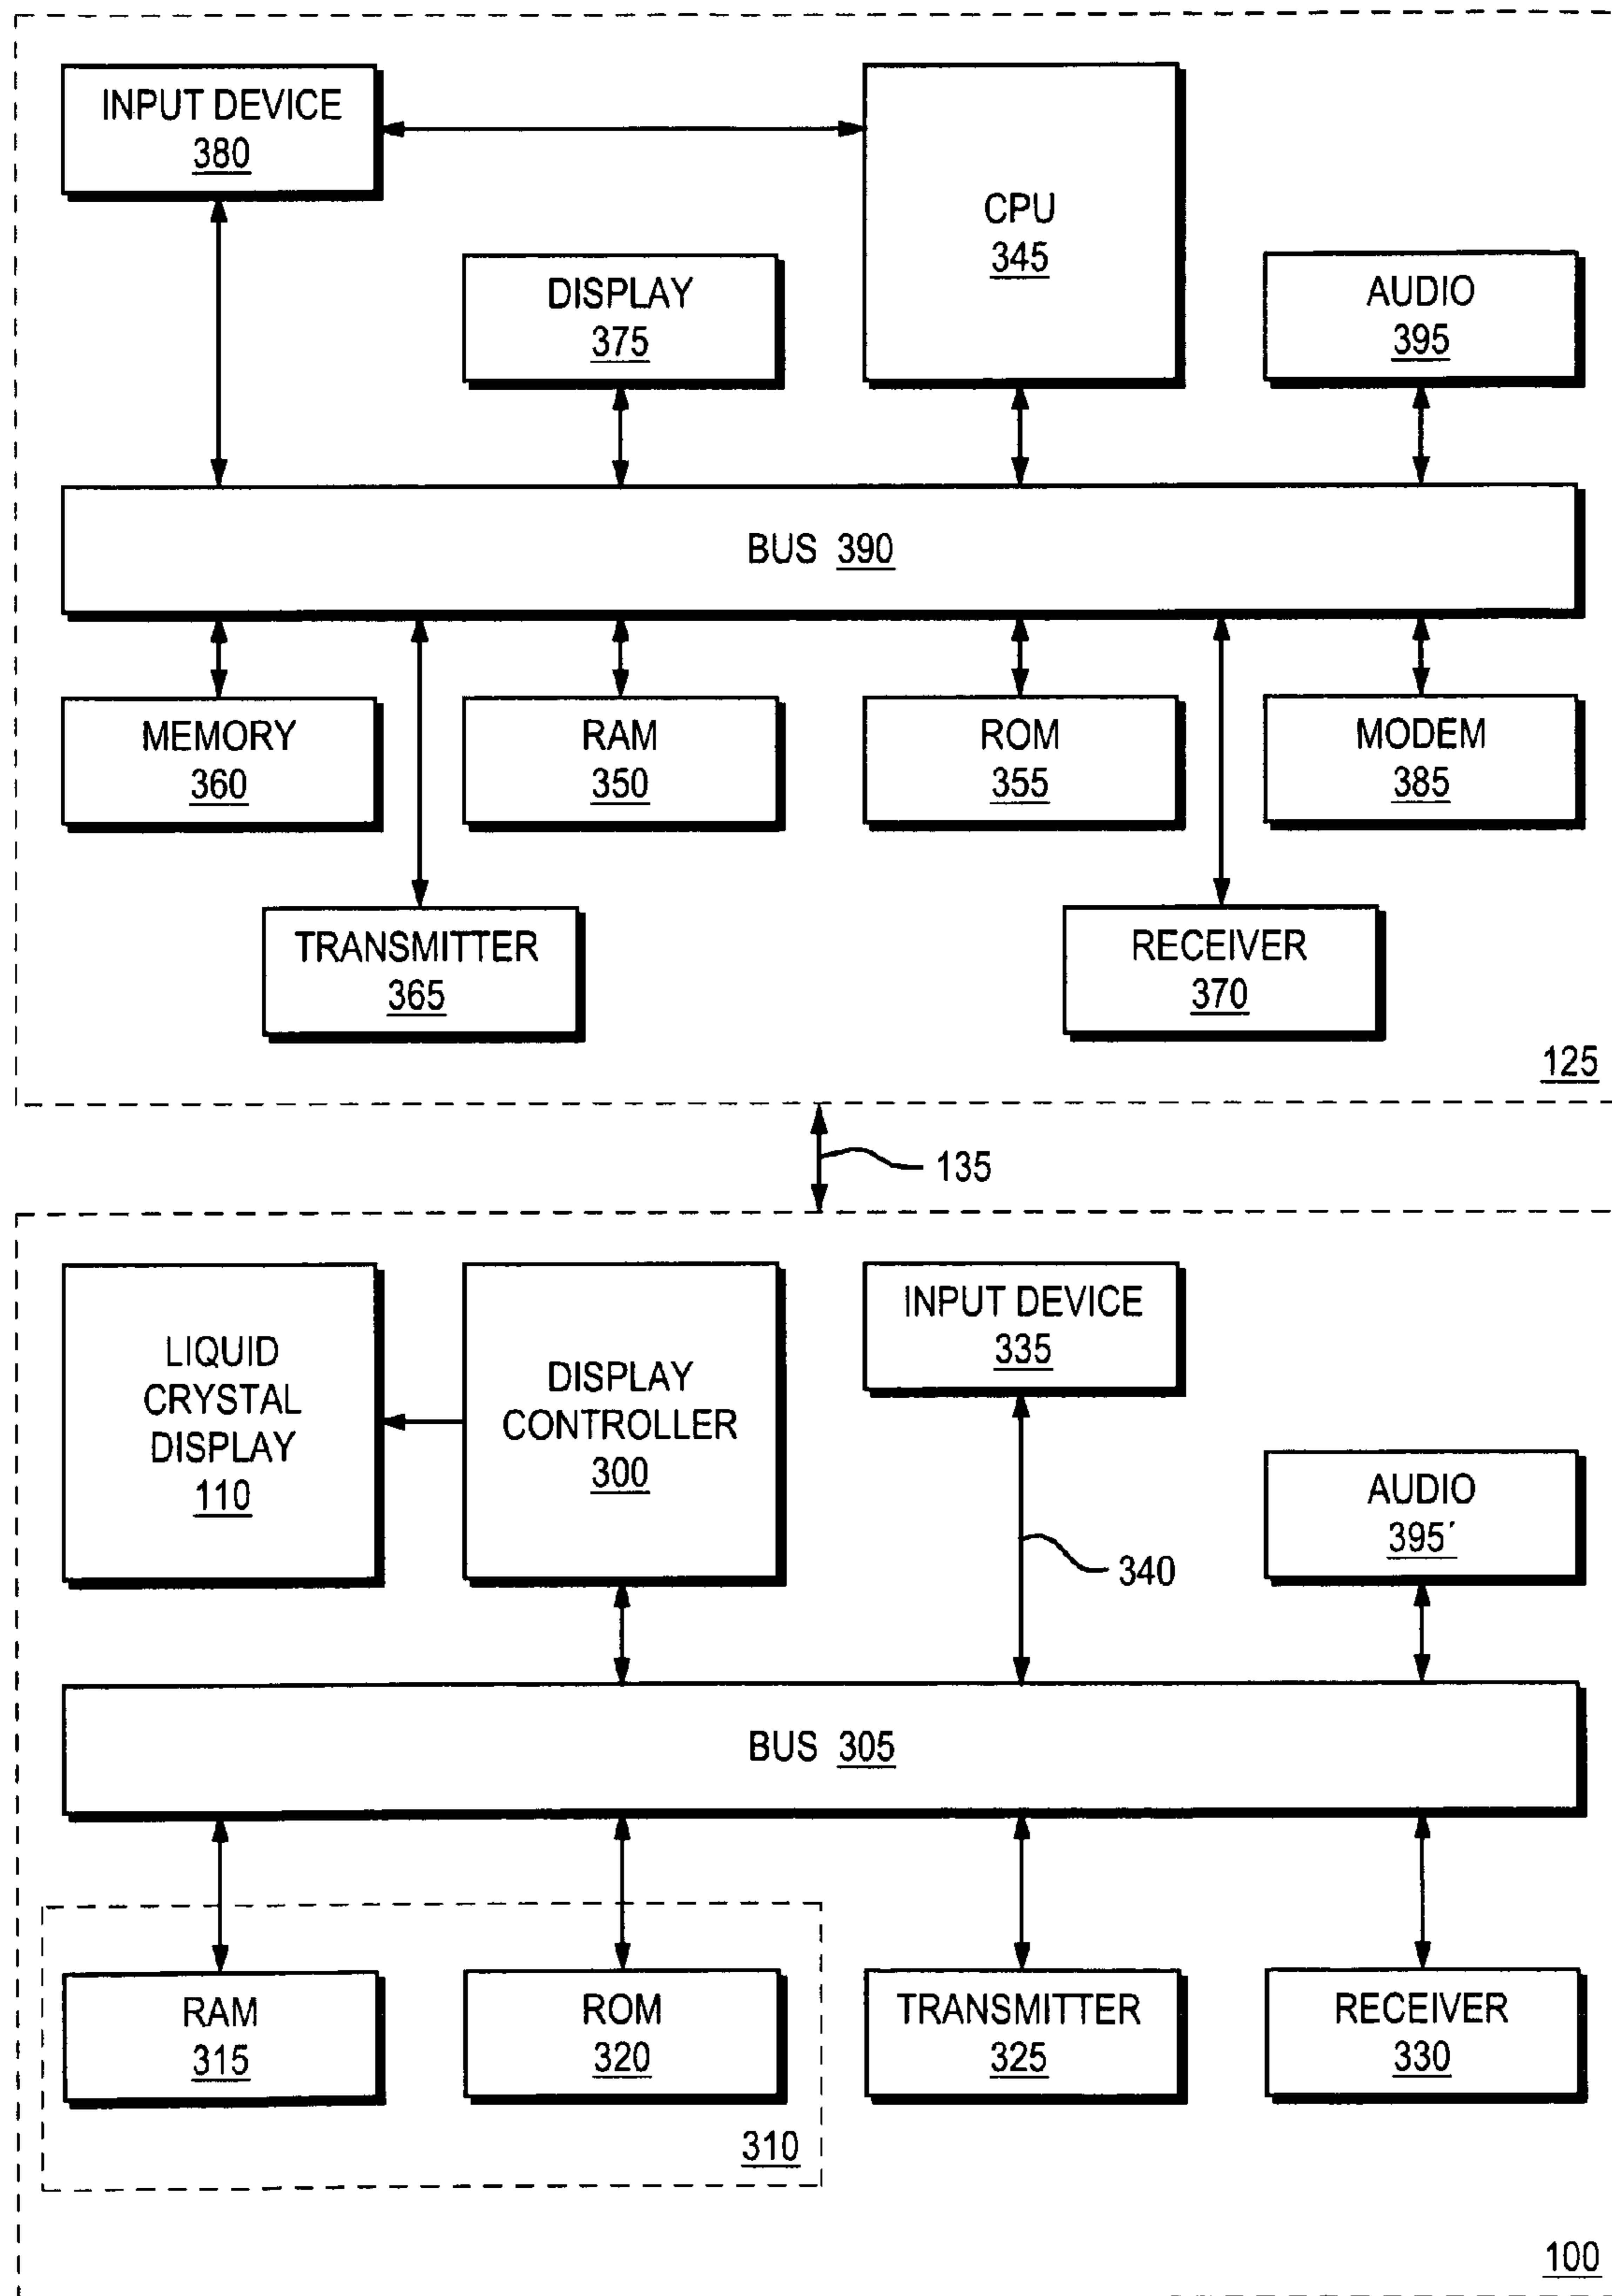 INPUT DEVICE
380
CPU
345
DISPLAY
375
AUDIO
395
BUS 390
MEMORY
360
RAM
350
ROM
355
MODEM
385
TRANSMITTER
365
RECEIVER
370
125
135
LIQUID
CRYSTAL
DISPLAY
110
DISPLAY
CONTROLLER
300
INPUT DEVICE
335
340
AUDIO
395′
BUS 305
RAM
315
ROM
320
TRANSMITTER
325
RECEIVER
330
310
100